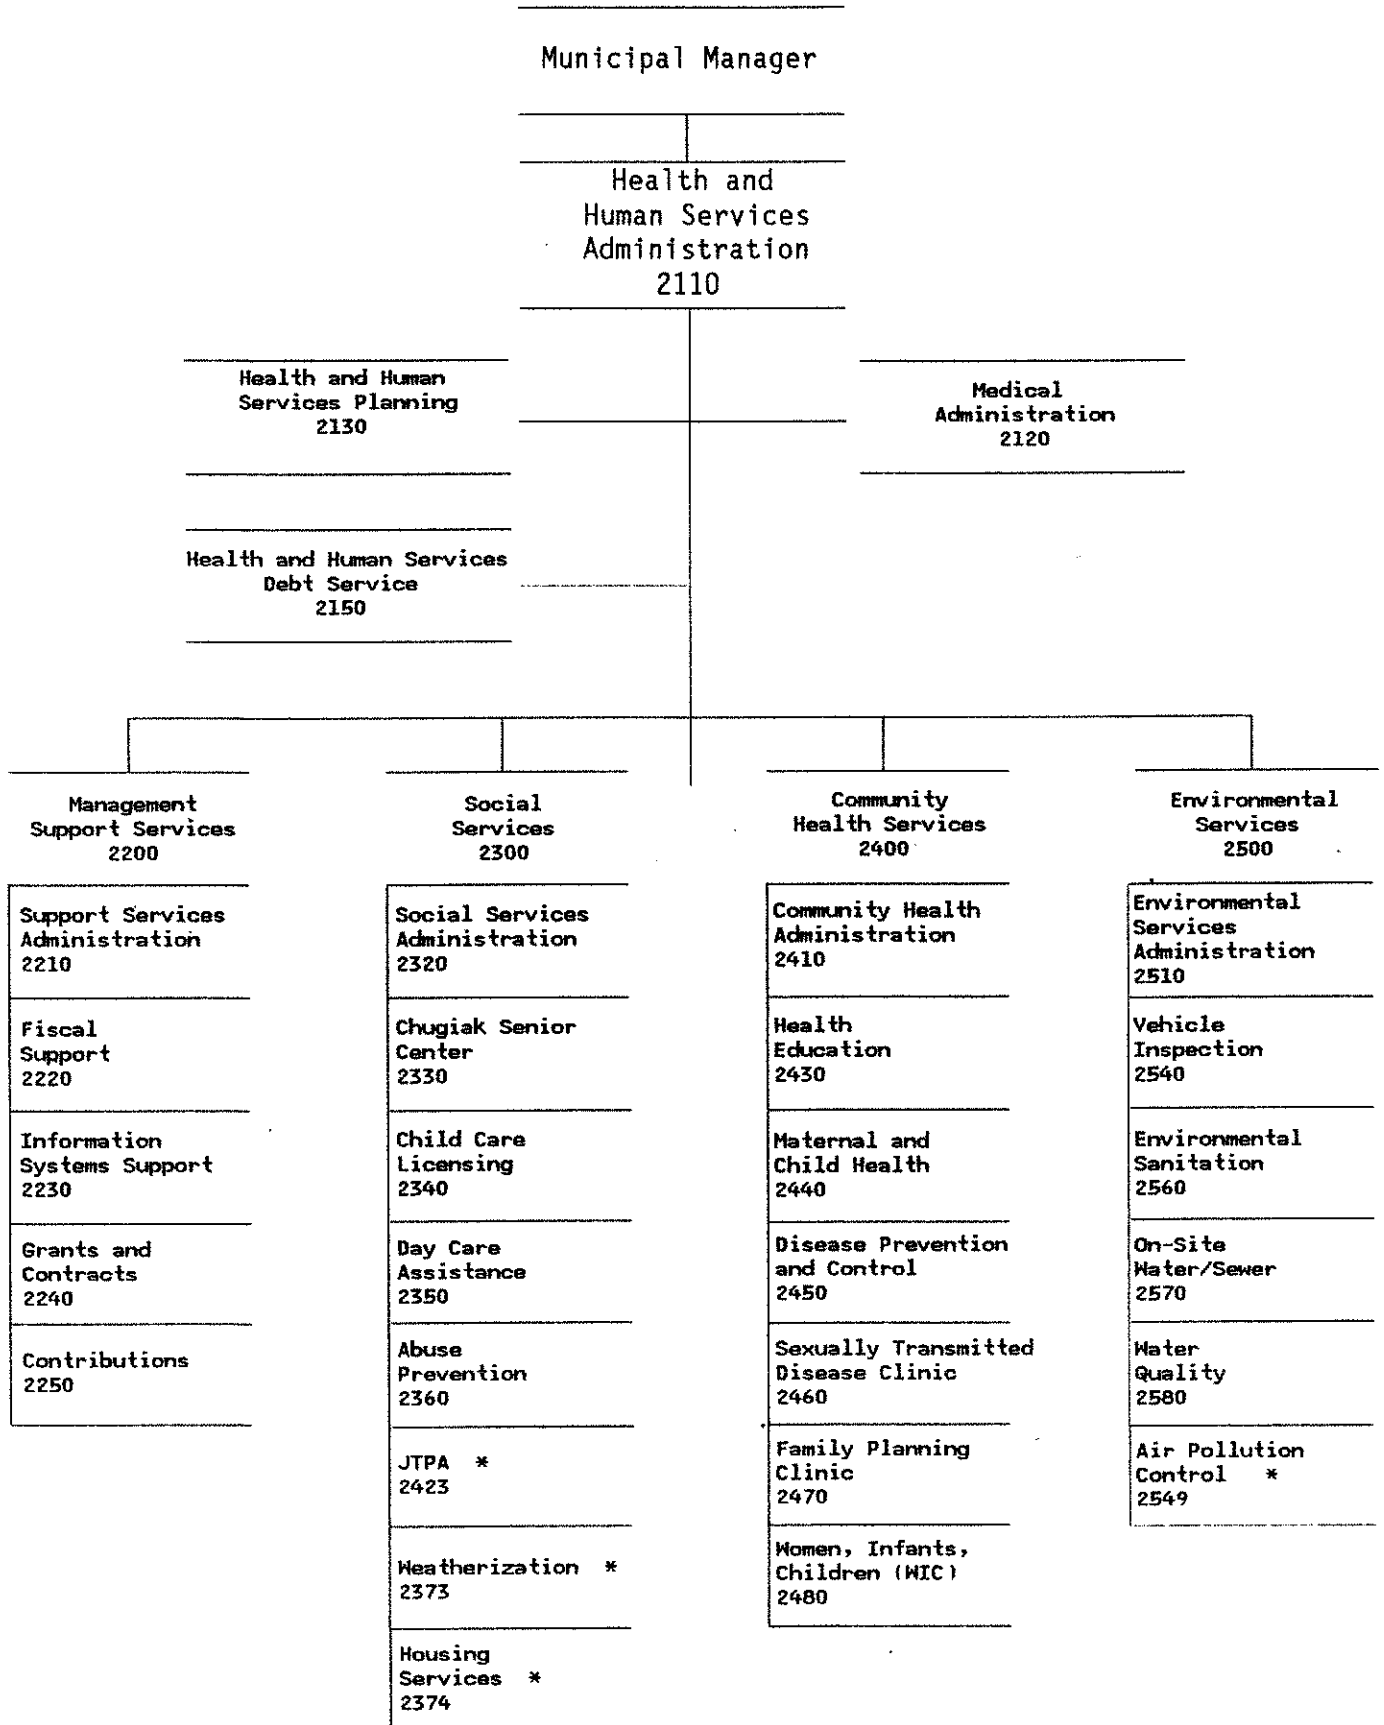 Municipal Manager
Health and
Human Services
Administration
2110
Health and Human
Services Planning
2130
Medical
Administration
2120
Health and Human Services
Debt Service
2150
Management
Support Services
2200
Support Services
Administration
2210
Fiscal
Support
2220
Information
Systems Support
2230
Grants and
Contracts
2240
Contributions
2250
Social
Services
2300
Social Services
Administration
2320
Chugiak Senior
Center
2330
Child Care
Licensing
2340
Day Care
Assistance
2350
Abuse
Prevention
2360
JTPA *
2423
Weatherization *
2373
Housing
Services *
2374
Community
Health Services
2400
Community Health
Administration
2410
Health
Education
2430
Maternal and
Child Health
2440
Disease Prevention
and Control
2450
Sexually Transmitted
Disease Clinic
2460
Family Planning
Clinic
2470
Women, Infants,
Children (WIC)
2480
Environmental
Services
2500
Environmental
Services
Administration
2510
Vehicle
Inspection
2540
Environmental
Sanitation
2560
On-Site
Water/Sewer
2570
Water
Quality
2580
Air Pollution
Control *
2549